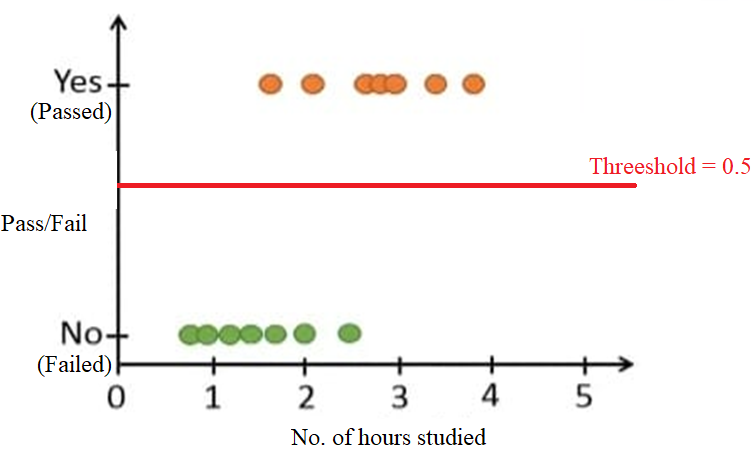 Yes
(Passed)
Threeshold = 0.5
Pass/Fail
No
(Failed)
0 1 2 3 4 5
No. of hours studied